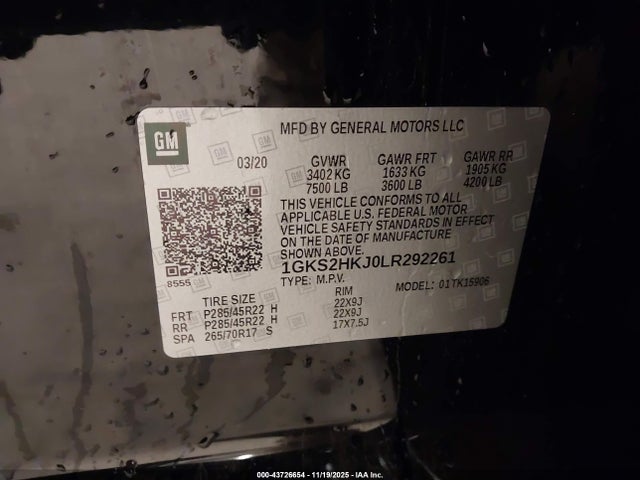 MFD BY GENERAL MOTORS LLC
GM
03/20
GVWR GAWR FRT GAWR RR
3402 KG 1633 KG 1905 KG
7500 LB 3600 LB 4200 LB
THIS VEHICLE CONFORMS TO ALL
APPLICABLE U.S. FEDERAL MOTOR
VEHICLE SAFETY STANDARDS IN EFFECT
ON THE DATE OF MANUFACTURE
SHOWN ABOVE.
1GKS2HKJ0LR292261
8555
TYPE: M.P.V. MODEL: 01TK15906
TIRE SIZE RIM
FRT P285/45R22 H 22X9J
RR P285/45R22 H 22X9J
SPA 265/70R17 S 17X7.5J
000-43726654 - 11/19/2025 - IAA Inc.